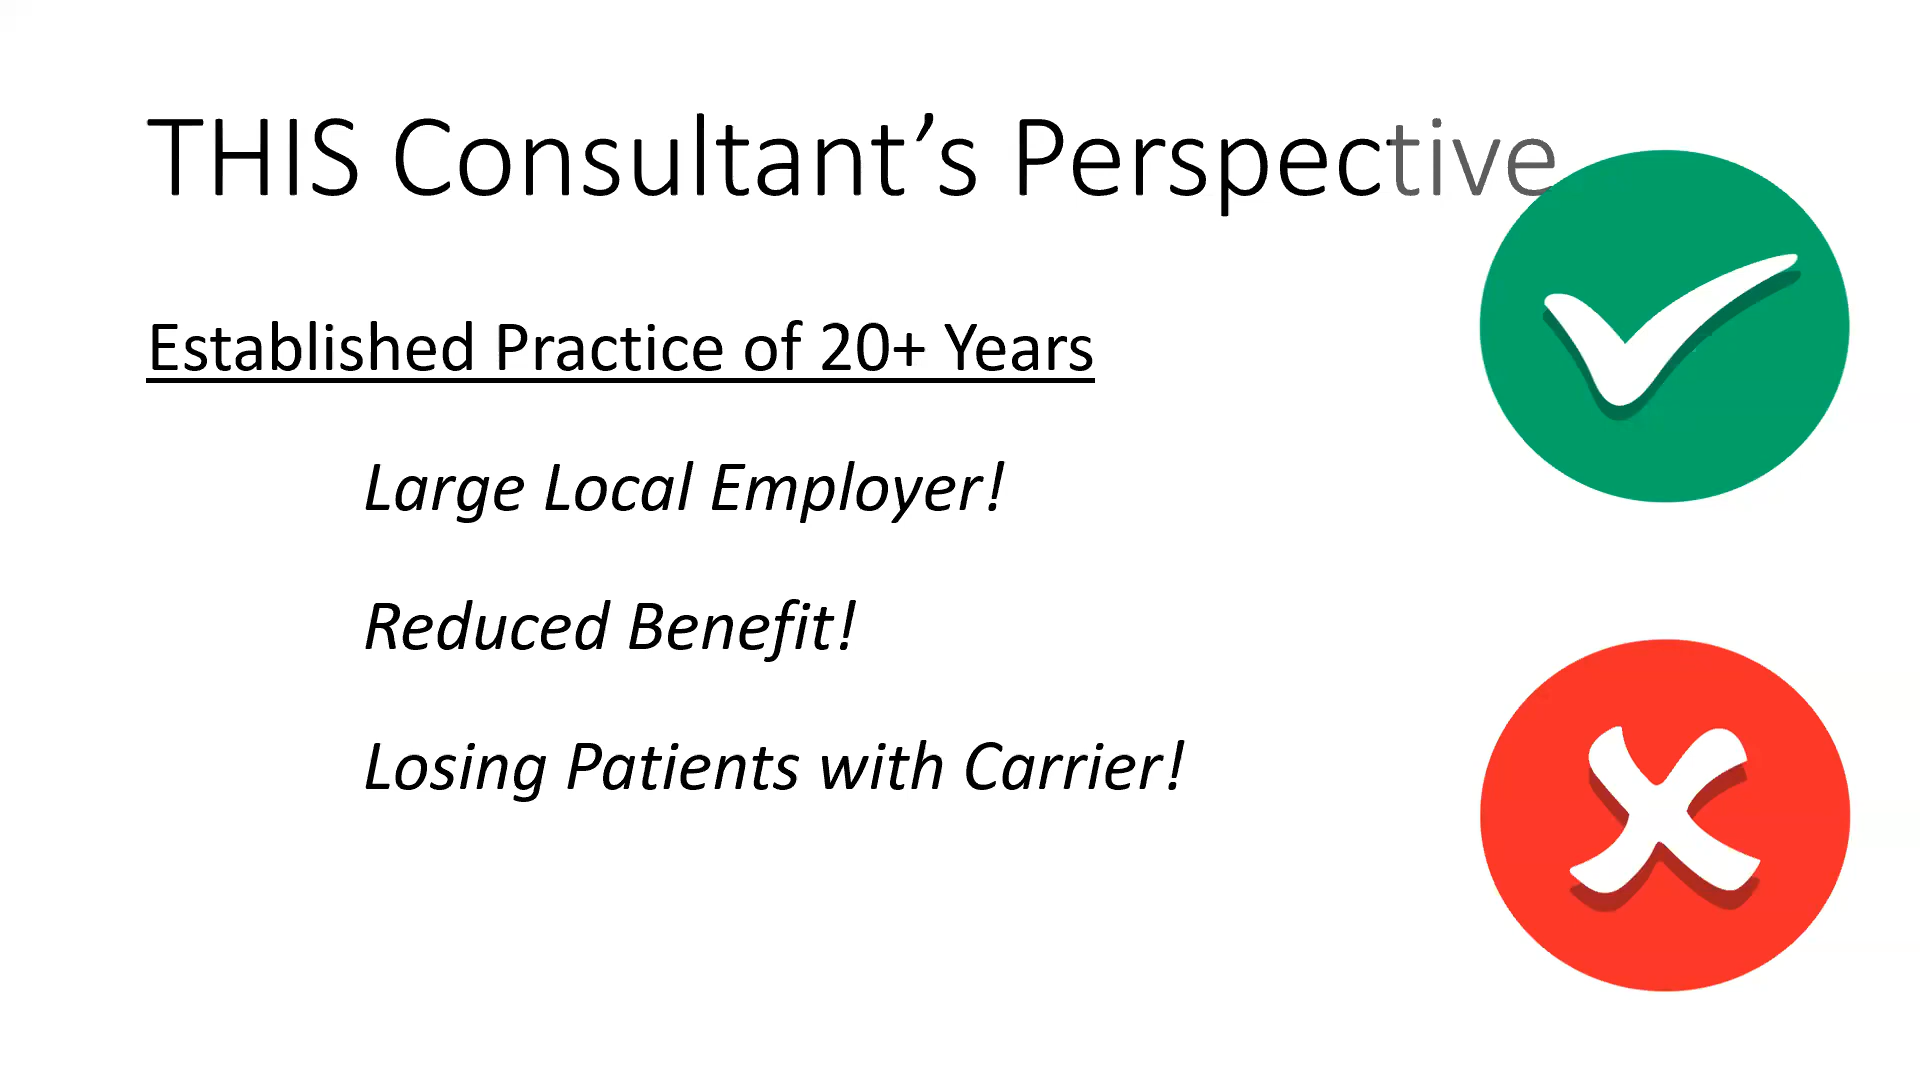 THIS Consultant’s Perspective
Established Practice of 20+ Years
Large Local Employer!
Reduced Benefit!
Losing Patients with Carrier!